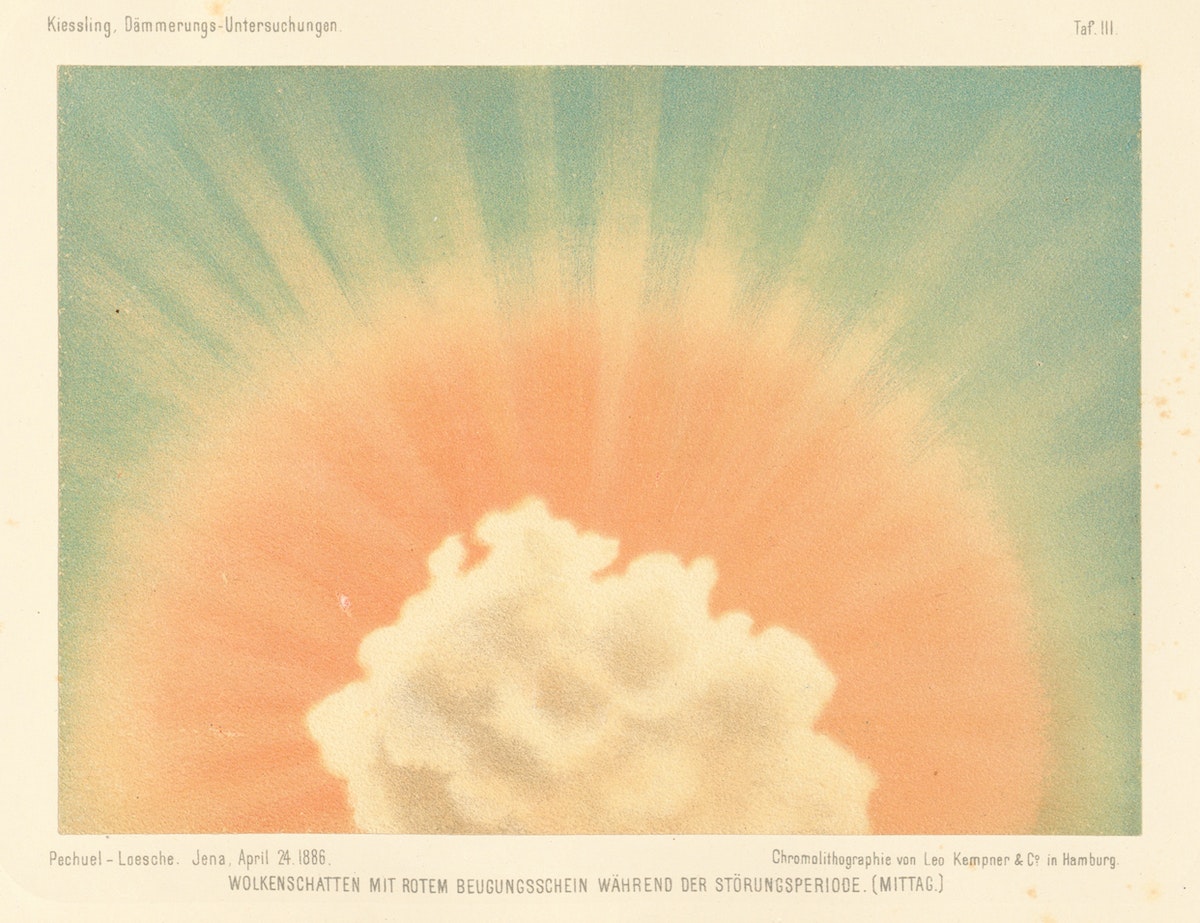 Kiessling, Dämmerungs-Untersuchungen.
Taf. III.
Pechuel-Loesche. Jena, April 24. 1886.
Chromolithographie von Leo Kempner & Cº in Hamburg.
WOLKENSCHATTEN MIT ROTEM BEUGUNGSSCHEIN WÄHREND DER STÖRUNGSPERIODE. (MITTAG.)